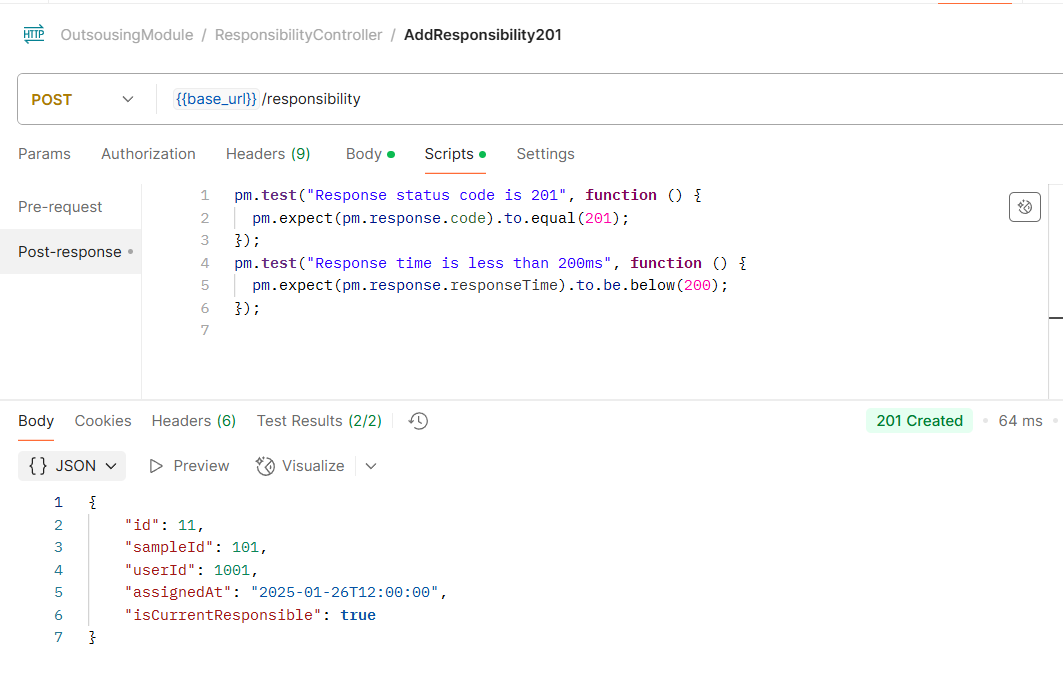 HTTP OutsousingModule / ResponsibilityController / AddResponsibility201
POST {{base_url}} /responsibility
Params Authorization Headers (9) Body Scripts Settings
Pre-request
Post-response
1 pm.test("Response status code is 201", function () {
2 pm.expect(pm.response.code).to.equal(201);
3 });
4 pm.test("Response time is less than 200ms", function () {
5 pm.expect(pm.response.responseTime).to.be.below(200);
6 });
7
Body Cookies Headers (6) Test Results (2/2) 201 Created 64 ms
{} JSON Preview Visualize
1 {
2 "id": 11,
3 "sampleId": 101,
4 "userId": 1001,
5 "assignedAt": "2025-01-26T12:00:00",
6 "isCurrentResponsible": true
7 }